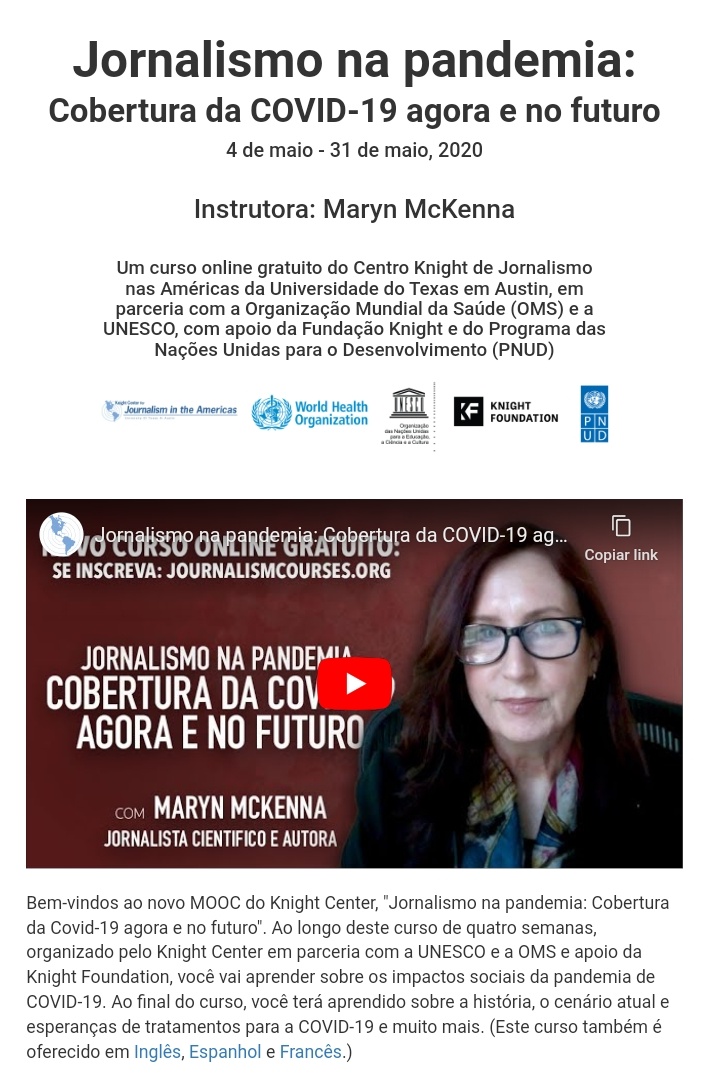 Jornalismo na pandemia:
Cobertura da COVID-19 agora e no futuro
4 de maio - 31 de maio, 2020
Instrutora: Maryn McKenna
Um curso online gratuito do Centro Knight de Jornalismo
nas Américas da Universidade do Texas em Austin, em
parceria com a Organização Mundial da Saúde (OMS) e a
UNESCO, com apoio da Fundação Knight e do Programa das
Nações Unidas para o Desenvolvimento (PNUD)
Knight Center for
Journalism in the Americas
World Health
Organization
UNESCO
Organização
das Nações Unidas
para a Educação,
a Ciência e a Cultura
KF
KNIGHT
FOUNDATION
P N
U D
Jornalismo na pandemia: Cobertura da COVID-19 ag...
Copiar link
NOVO CURSO ONLINE GRATUITO:
SE INSCREVA: JOURNALISMCOURSES.ORG
JORNALISMO NA PANDEMIA
COBERTURA DA
AGORA E NO FUTURO
COM MARYN MCKENNA
JORNALISTA CIENTIFICO E AUTORA
Bem-vindos ao novo MOOC do Knight Center, "Jornalismo na pandemia: Cobertura
da Covid-19 agora e no futuro". Ao longo deste curso de quatro semanas,
organizado pelo Knight Center em parceria com a UNESCO e a OMS e apoio da
Knight Foundation, você vai aprender sobre os impactos sociais da pandemia de
COVID-19. Ao final do curso, você terá aprendido sobre a história, o cenário atual e
esperanças de tratamentos para a COVID-19 e muito mais. (Este curso também é
oferecido em Inglês, Espanhol e Francês.)